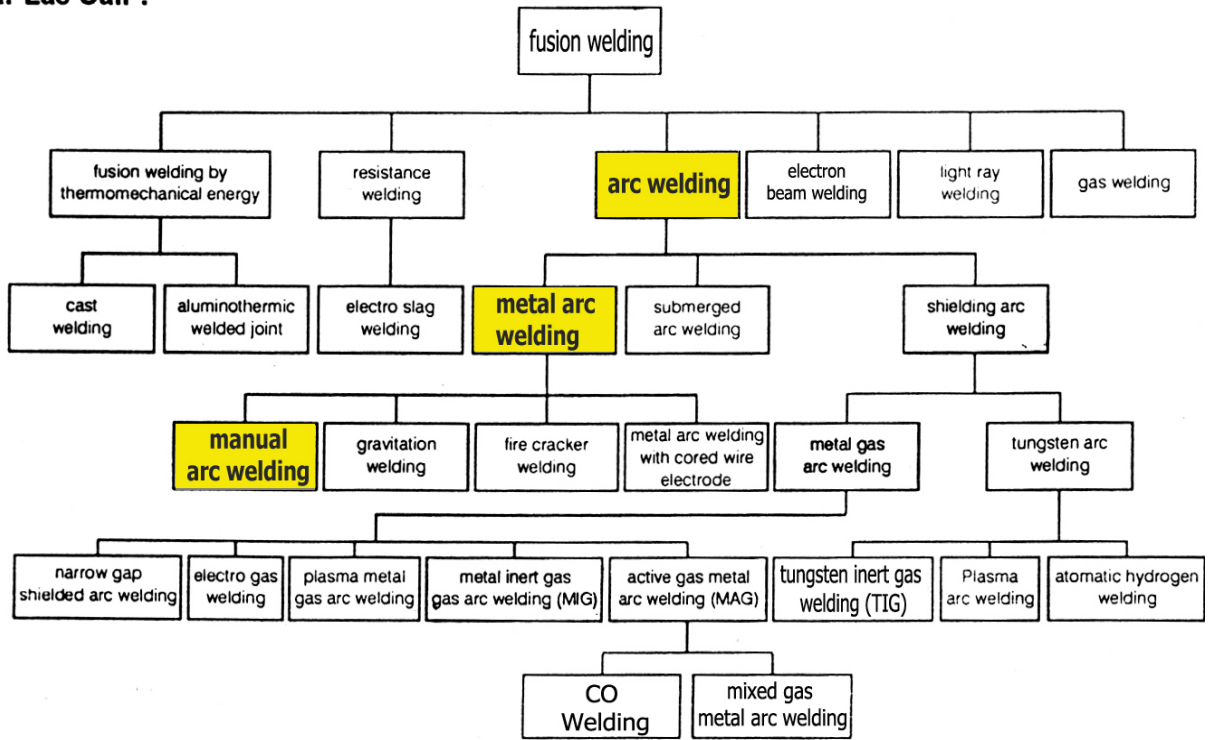 fusion welding
fusion welding by
thermomechanical energy
resistance
welding
arc welding
electron
beam welding
light ray
welding
gas welding
cast
welding
aluminothermic
welded joint
electro slag
welding
metal arc
welding
submerged
arc welding
shielding arc
welding
manual
arc welding
gravitation
welding
fire cracker
welding
metal arc welding
with cored wire
electrode
metal gas
arc welding
tungsten arc
welding
narrow gap
shielded arc welding
electro gas
welding
plasma metal
gas arc welding
metal inert gas
gas arc welding (MIG)
active gas metal
arc welding (MAG)
tungsten inert gas
welding (TIG)
Plasma
arc welding
atomatic hydrogen
welding
CO
Welding
mixed gas
metal arc welding